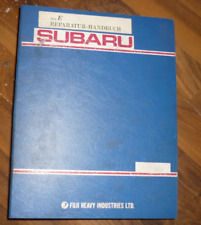 E
REPARATUR-HANDBUCH
SUBARU
FUJI HEAVY INDUSTRIES LTD.